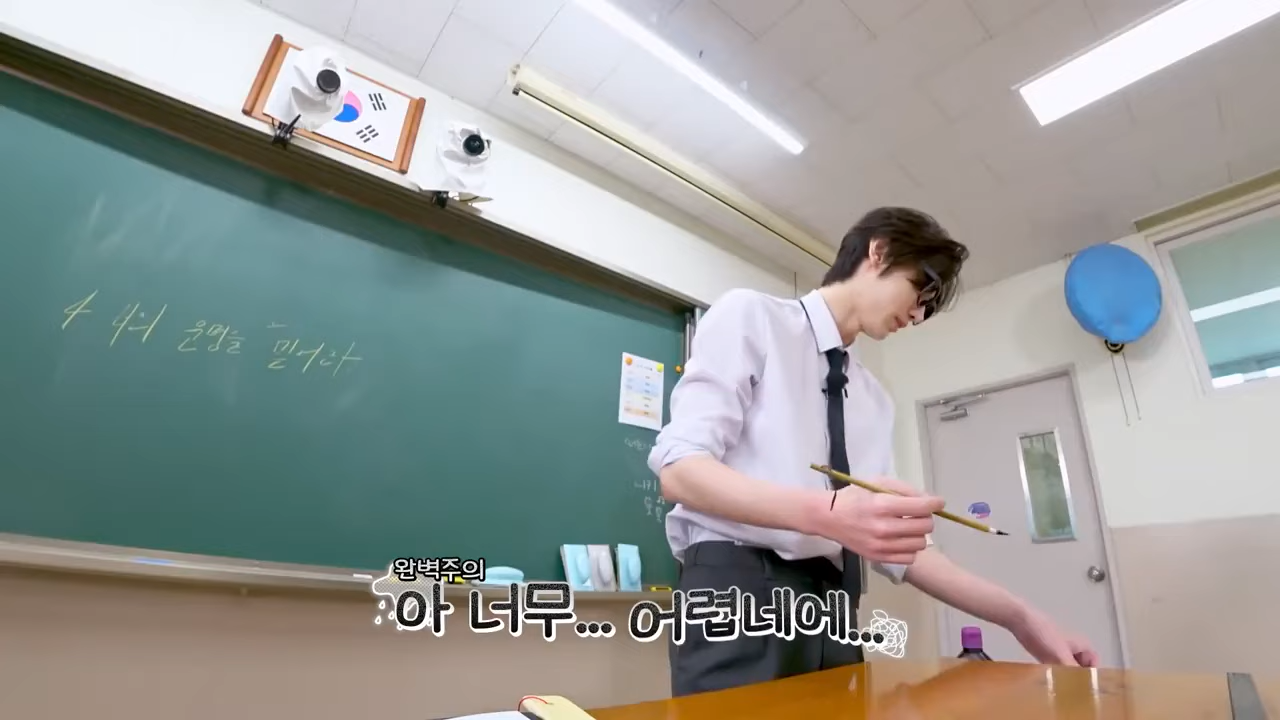 4 너의 운명을 믿어라
완벽주의
아 너무... 어렵네에...